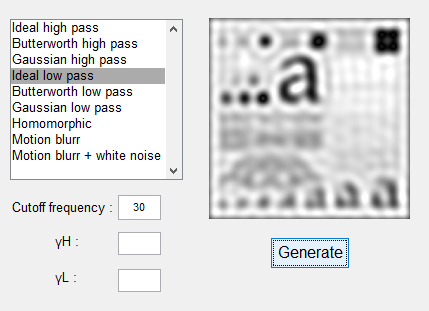 Ideal high pass
Butterworth high pass
Gaussian high pass
Ideal low pass
Butterworth low pass
Gaussian low pass
Homomorphic
Motion blurr
Motion blurr + white noise
Cutoff frequency : 30
γH :
γL :
...a
a a a a
Generate